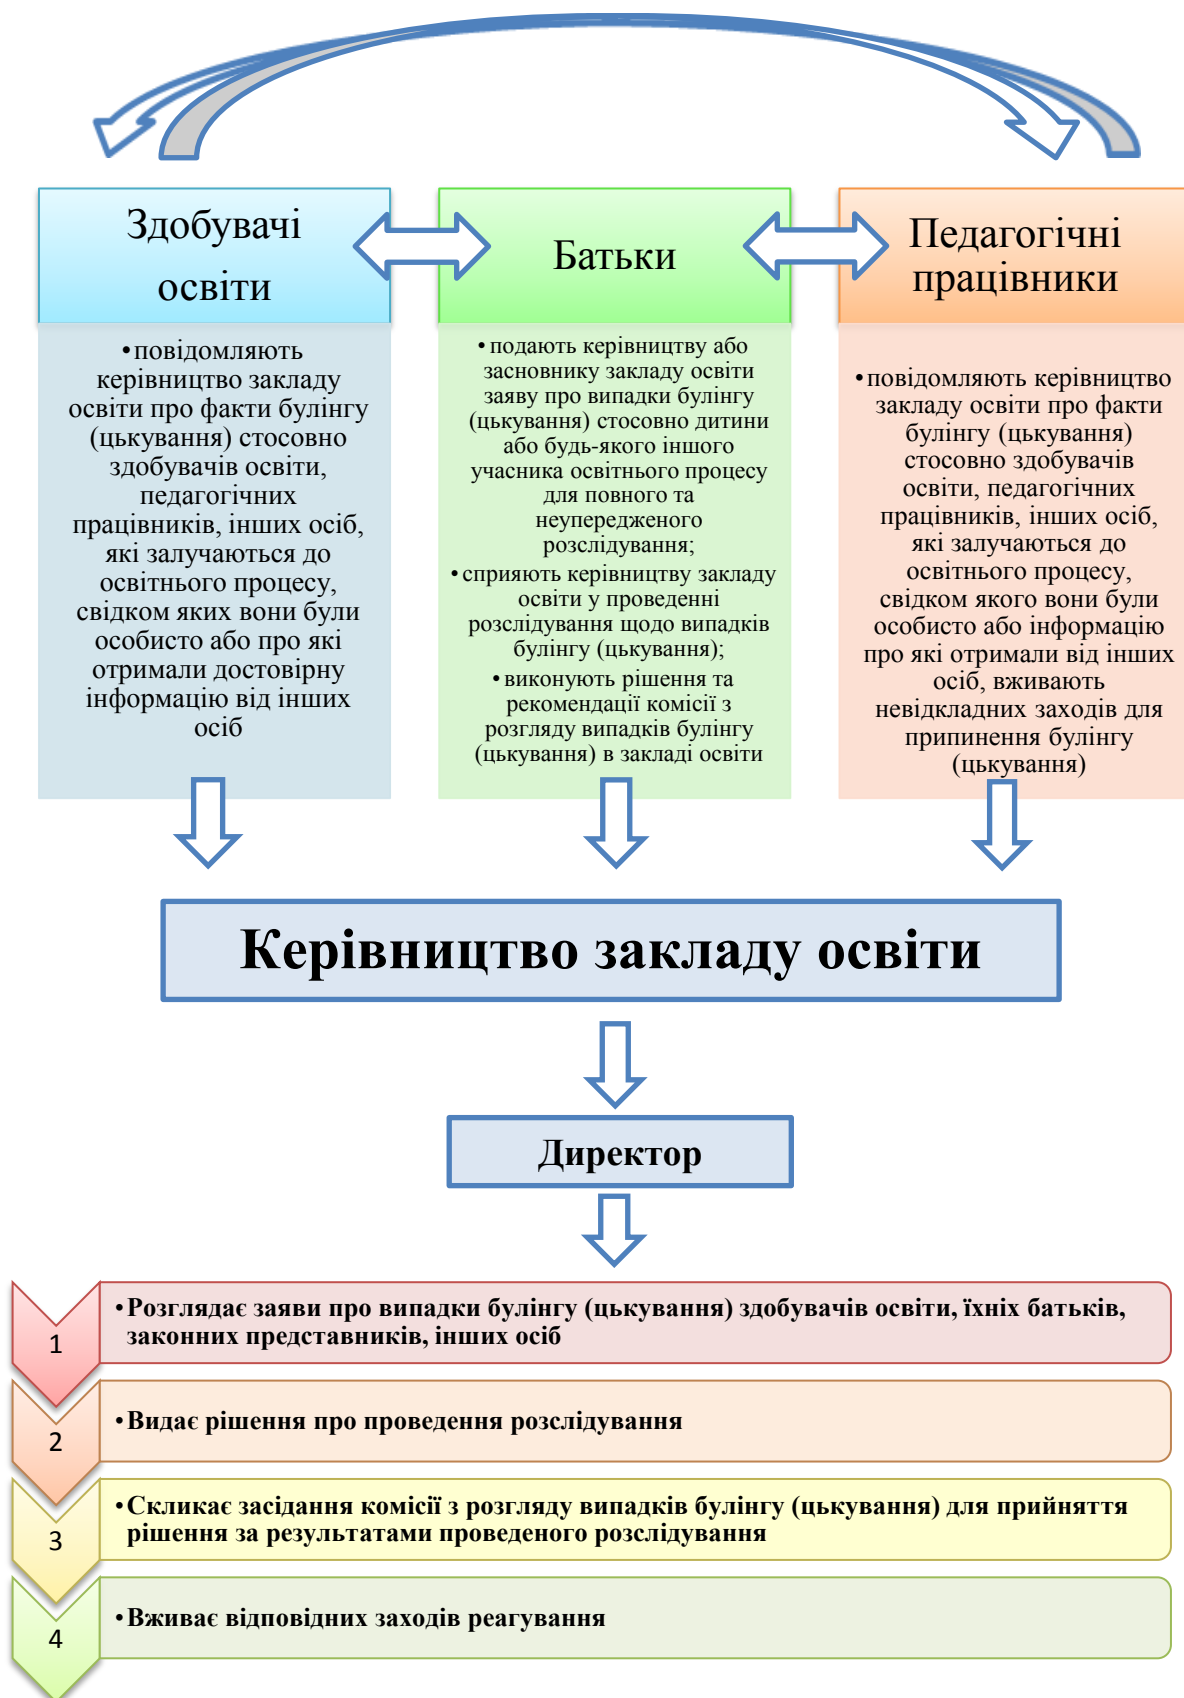 Здобувачі
освіти
•повідомляють
керівництво закладу
освіти про факти булінгу
(цькування) стосовно
здобувачів освіти,
педагогічних
працівників, інших осіб,
які залучаються до
освітнього процесу,
свідком яких вони були
особисто або про які
отримали достовірну
інформацію від інших
осіб
Батьки
•подають керівництву або
засновнику закладу освіти
заяву про випадки булінгу
(цькування) стосовно дитини
або будь-якого іншого
учасника освітнього процесу
для повного та
неупередженого
розслідування;
•сприяють керівництву закладу
освіти у проведенні
розслідування щодо випадків
булінгу (цькування);
•виконують рішення та
рекомендації комісії з
розгляду випадків булінгу
(цькування) в закладі освіти
Педагогічні
працівники
•повідомляють керівництво
закладу освіти про факти
булінгу (цькування)
стосовно здобувачів
освіти, педагогічних
працівників, інших осіб,
які залучаються до
освітнього процесу,
свідком якого вони були
особисто або інформацію
про які отримали від інших
осіб, вживають
невідкладних заходів для
припинення булінгу
(цькування)
Керівництво закладу освіти
Директор
1
•Розглядає заяви про випадки булінгу (цькування) здобувачів освіти, їхніх батьків,
законних представників, інших осіб
2
•Видає рішення про проведення розслідування
3
•Скликає засідання комісії з розгляду випадків булінгу (цькування) для прийняття
рішення за результатами проведеного розслідування
4
•Вживає відповідних заходів реагування